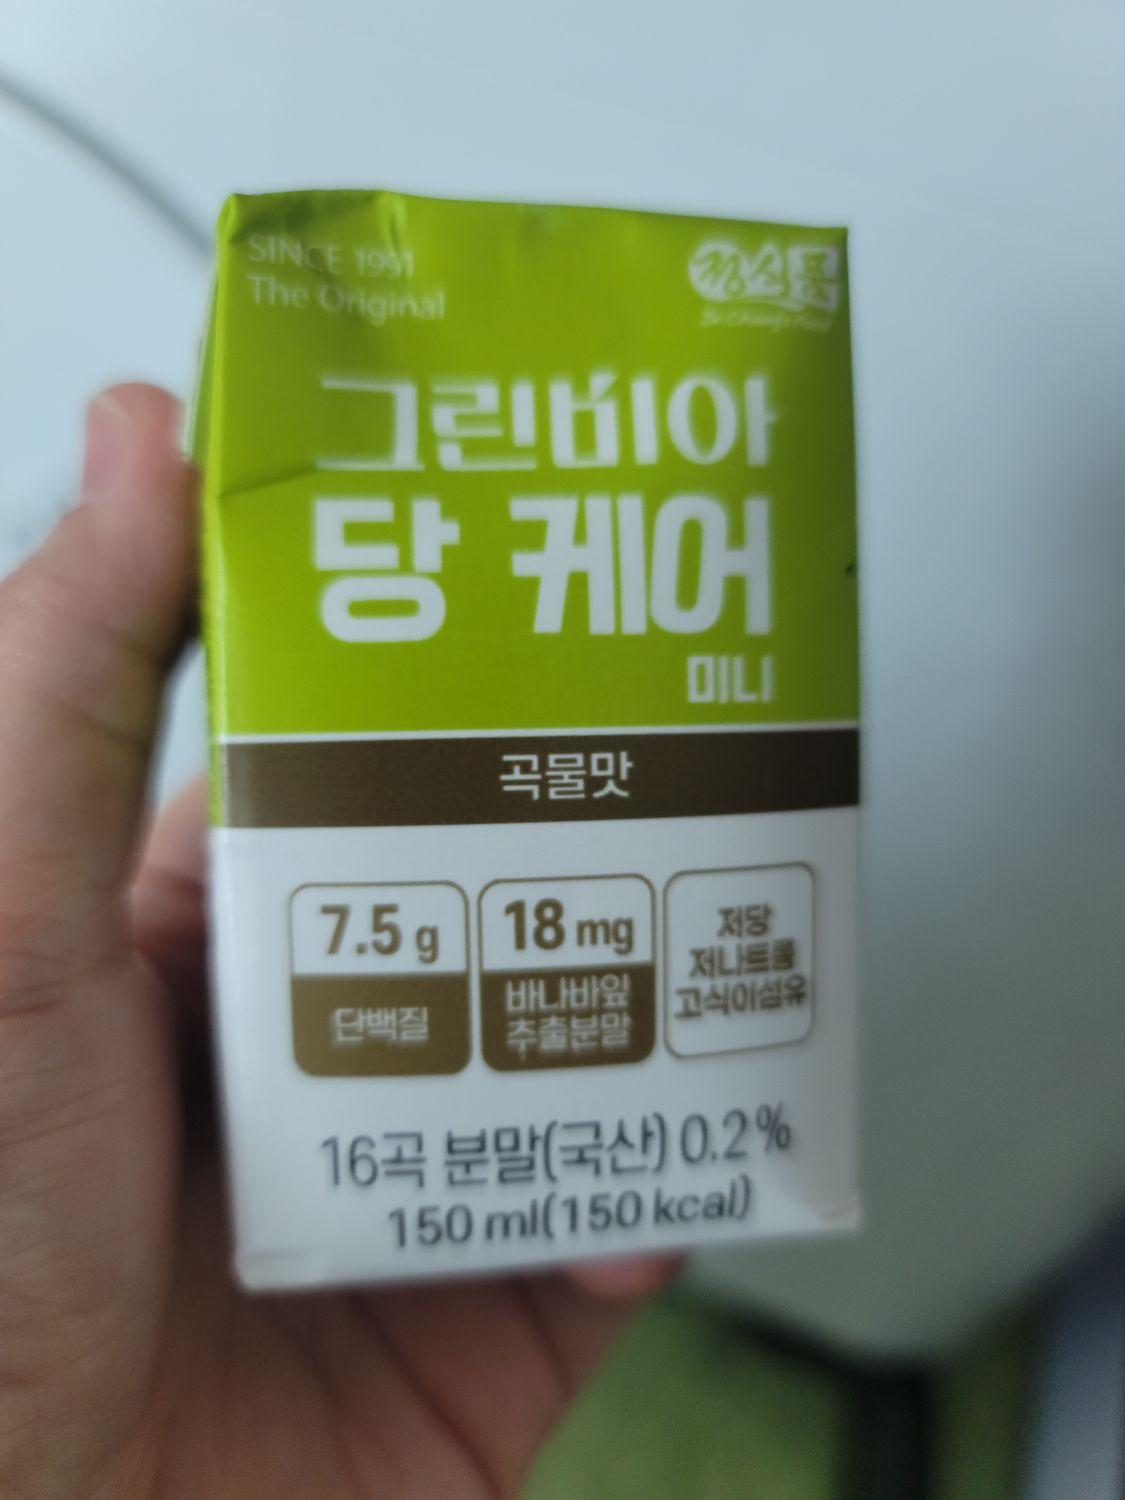 SINCE 1991
The Original
정식품
Dr.Chung's Food
그린비아
당 케어
미니
곡물맛
7.5 g
단백질
18 mg
바나바잎
추출분말
저당
저나트륨
고식이섬유
16곡 분말(국산) 0.2%
150 ml(150 kcal)